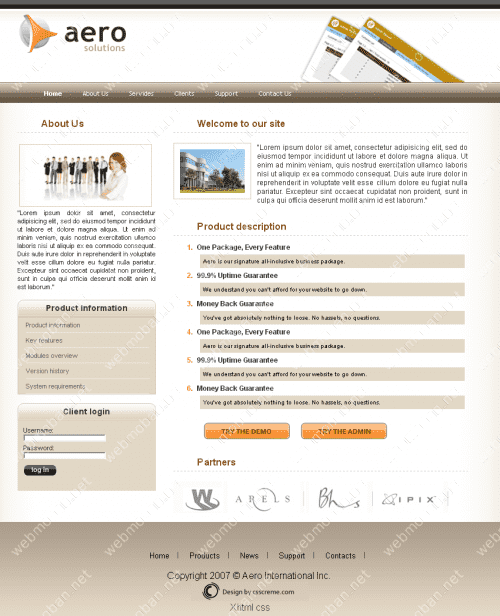 aero
solutions
Home About Us Servides Clients Support Contact Us
About Us
"Lorem ipsum dolor sit amet, consectetur
adipisicing elit, sed do eiusmod tempor
incididunt ut labore et dolore magna
aliqua. Ut enim ad minim veniam, quis
nostrud exercitation ullamco laboris
nisi ut aliquip ex ea commodo consequat.
Duis aute irure dolor in reprehenderit in voluptate
velit esse cillum dolore eu fugiat nulla pariatur.
Excepteur sint occaecat cupidatat non proident,
sunt in culpa qui officia deserunt mollit anim id
est laborum."
Product information
Product information
Key features
Modules overview
Version history
System requirements
Client login
Username:
Password:
log in
Welcome to our site
"Lorem ipsum dolor sit amet, consectetur adipisicing elit, sed do
eiusmod tempor incididunt ut labore et dolore magna aliqua. Ut enim
ad minim veniam, quis nostrud exercitation ullamco laboris
nisi ut aliquip ex ea commodo consequat. Duis aute irure dolor in
reprehenderit in voluptate velit esse cillum dolore eu fugiat nulla
pariatur. Excepteur sint occaecat cupidatat non proident, sunt in
culpa qui officia deserunt mollit anim id est laborum."
Product description
1. One Package, Every Feature
Aero is our signature all-inclusive business package.
2. 99.9% Uptime Guarantee
We understand you can't afford for your website to go down.
3. Money Back Guarantee
You've got absolutely nothing to loose. No hassels, no questions.
4. One Package, Every Feature
Aero is our signature all-inclusive business package.
5. 99.9% Uptime Guarantee
We understand you can't afford for your website to go down.
6. Money Back Guarantee
You've got absolutely nothing to loose. No hassels, no questions.
TRY THE DEMO TRY THE ADMIN
Partners
W ARELS Bhs IPIX
Home | Products | News | Support | Contacts |
Copyright 2007 © Aero International Inc.
Design by csscreme.com
Xhtml css